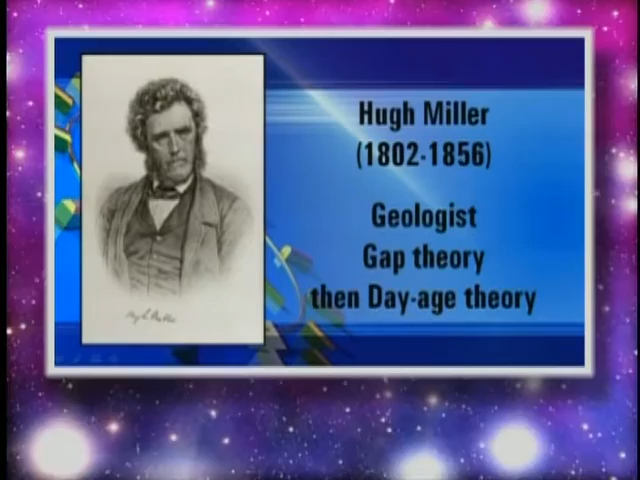 Hugh Miller
(1802-1856)
Geologist
Gap theory
then Day-age theory